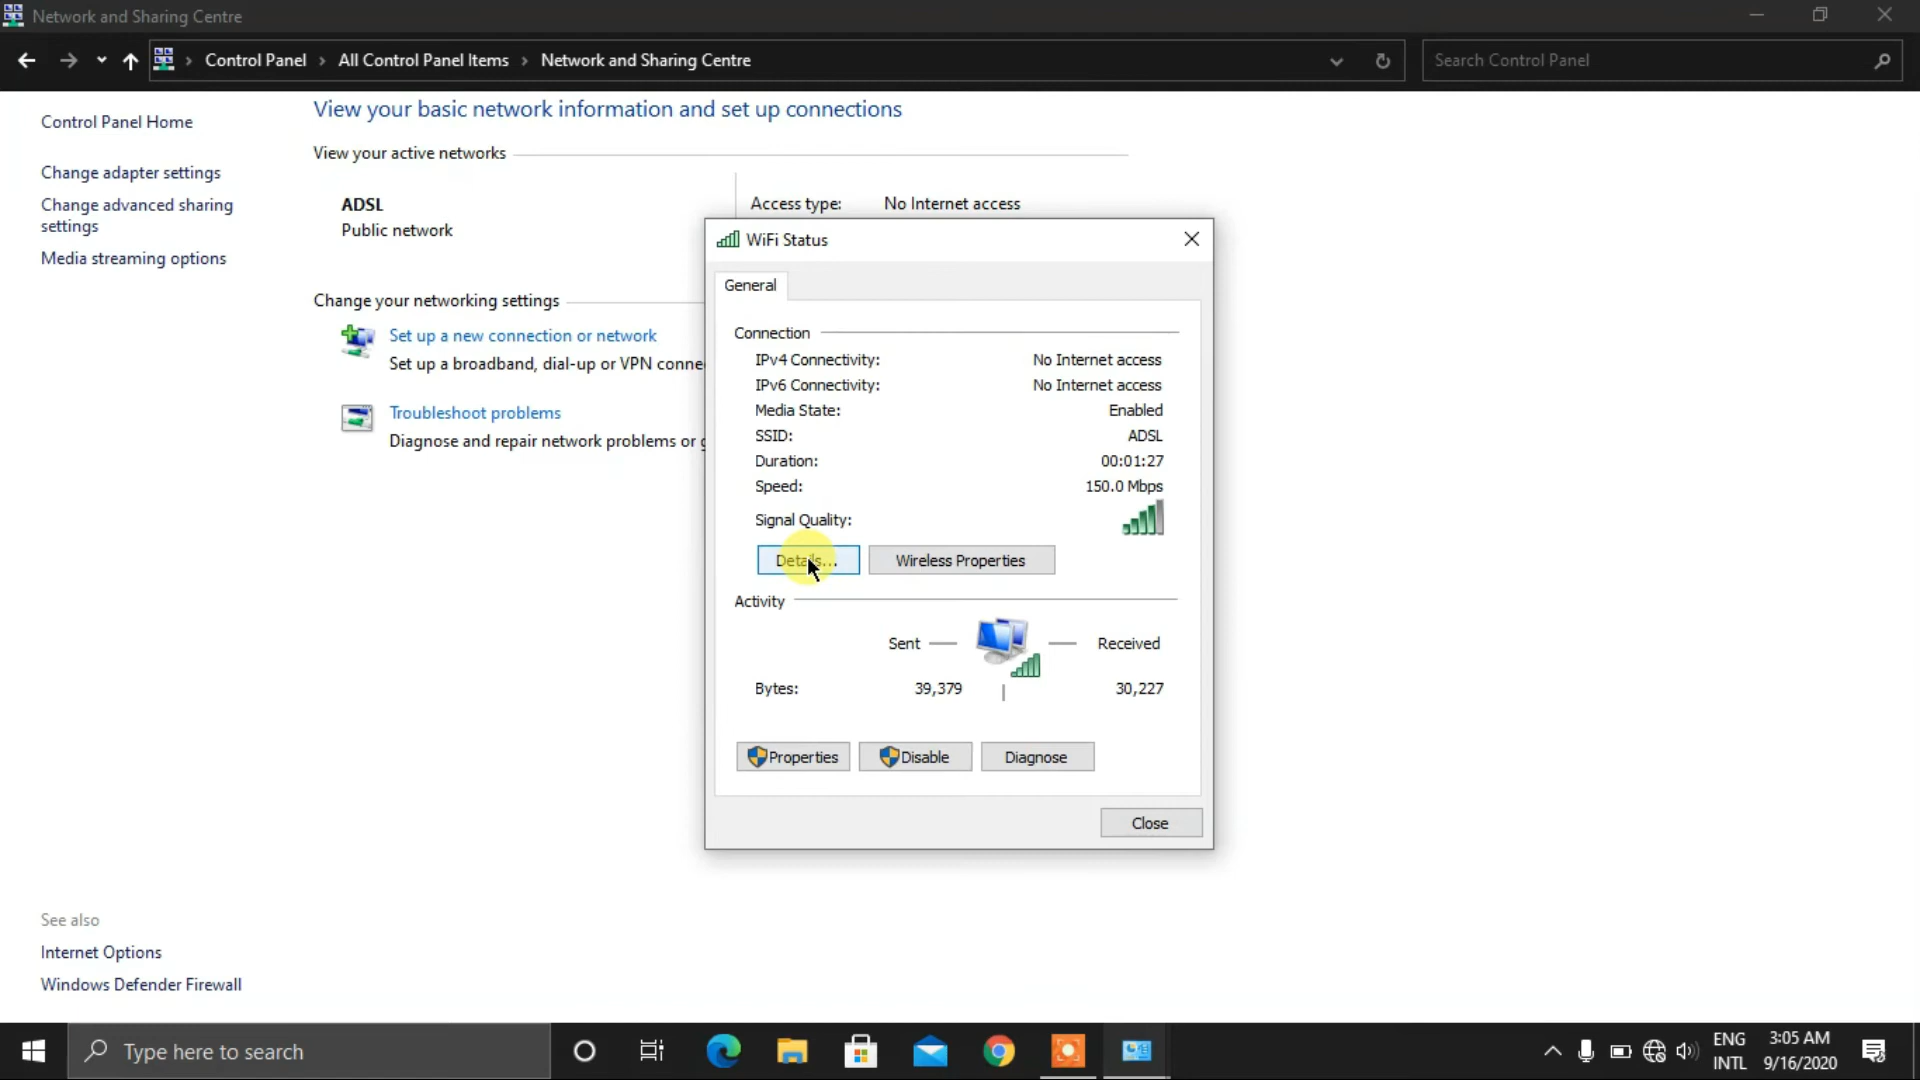 Network and Sharing Centre
Control Panel > All Control Panel Items > Network and Sharing Centre
Search Control Panel
Control Panel Home
Change adapter settings
Change advanced sharing
settings
Media streaming options
View your basic network information and set up connections
View your active networks
ADSL
Public network
Access type: No Internet access
Change your networking settings
Set up a new connection or network
Set up a broadband, dial-up or VPN conne
Troubleshoot problems
Diagnose and repair network problems or g
WiFi Status
General
Connection
IPv4 Connectivity: No Internet access
IPv6 Connectivity: No Internet access
Media State: Enabled
SSID: ADSL
Duration: 00:01:27
Speed: 150.0 Mbps
Signal Quality:
Details... Wireless Properties
Activity
Sent Received
Bytes: 39,379 30,227
Properties Disable Diagnose
Close
See also
Internet Options
Windows Defender Firewall
Type here to search
ENG
INTL
3:05 AM
9/16/2020